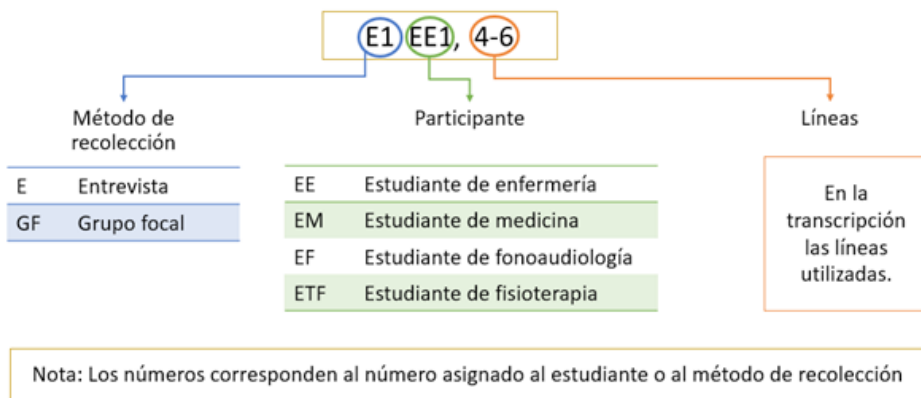 E1 EE1, 4-6
Método de
recolección
Participante
Líneas
E Entrevista
GF Grupo focal
EE Estudiante de enfermería
EM Estudiante de medicina
EF Estudiante de fonoaudiología
ETF Estudiante de fisioterapia
En la
transcripción
las líneas
utilizadas.
Nota: Los números corresponden al número asignado al estudiante o al método de recolección